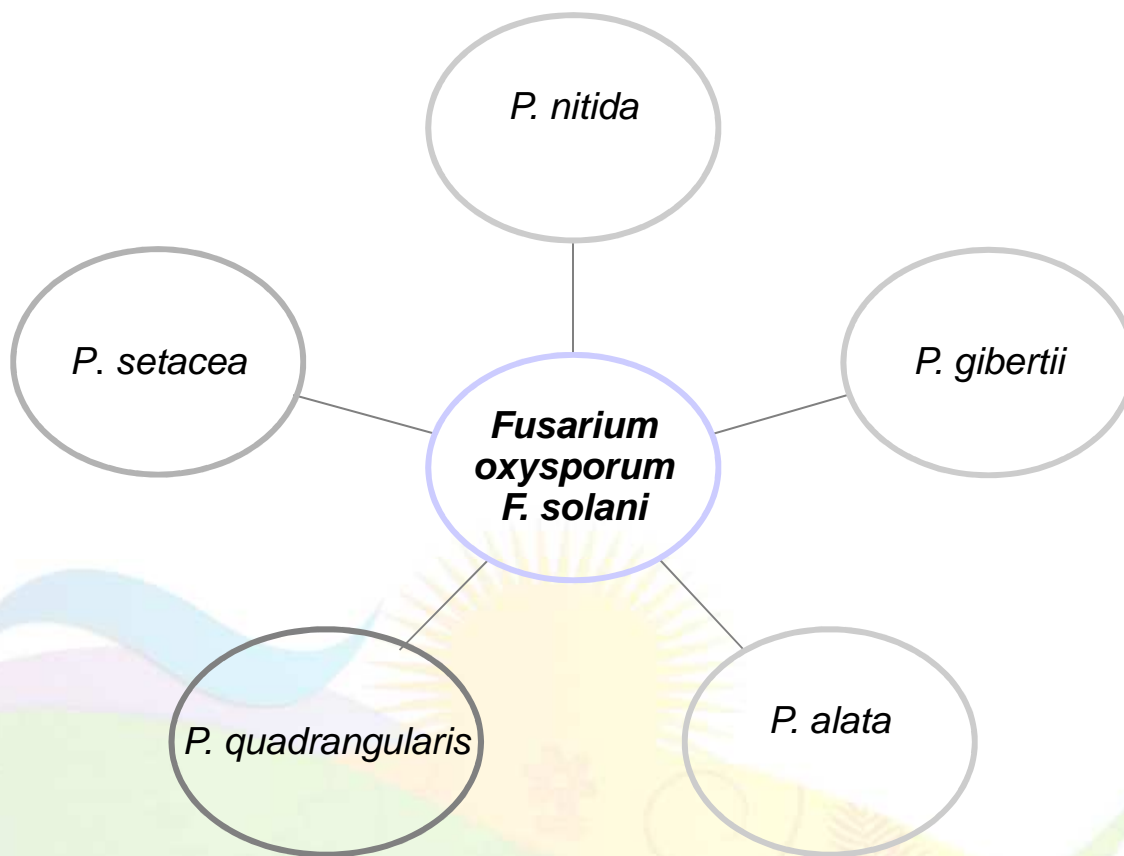 P. nitida
P. setacea
P. gibertii
Fusarium
oxysporum
F. solani
P. quadrangularis
P. alata